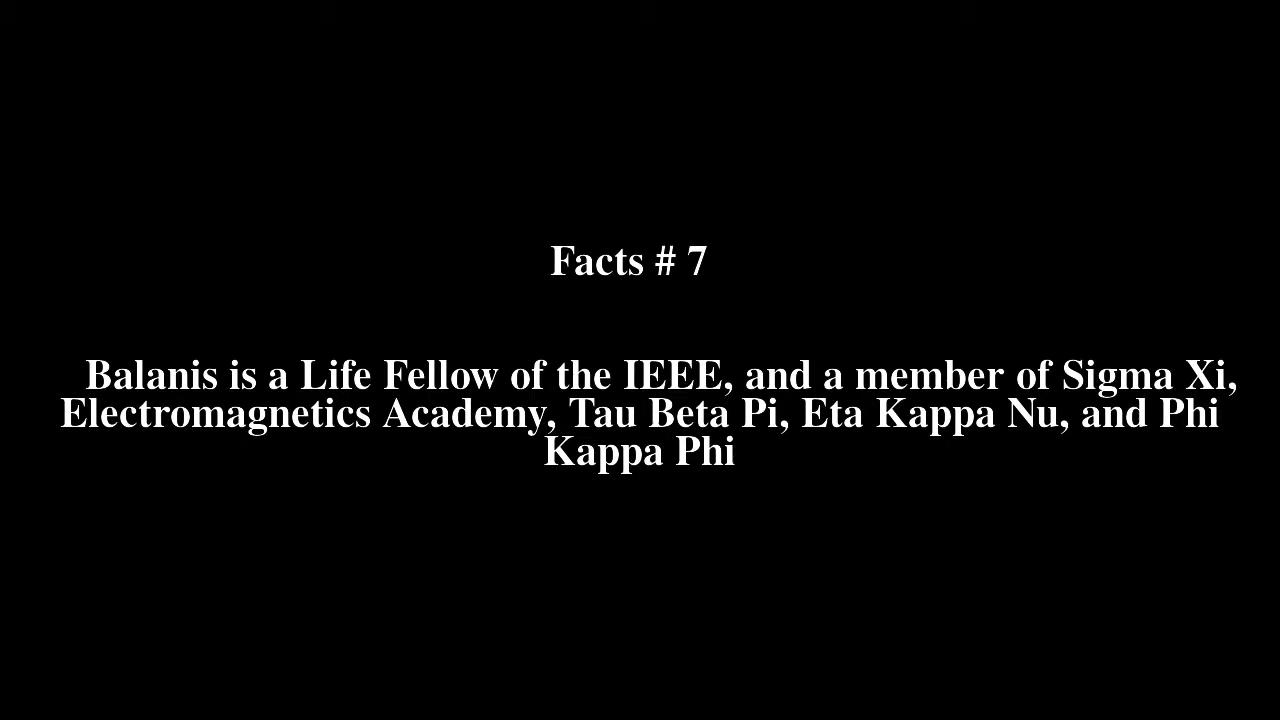 Facts # 7
Balanis is a Life Fellow of the IEEE, and a member of Sigma Xi,
Electromagnetics Academy, Tau Beta Pi, Eta Kappa Nu, and Phi
Kappa Phi